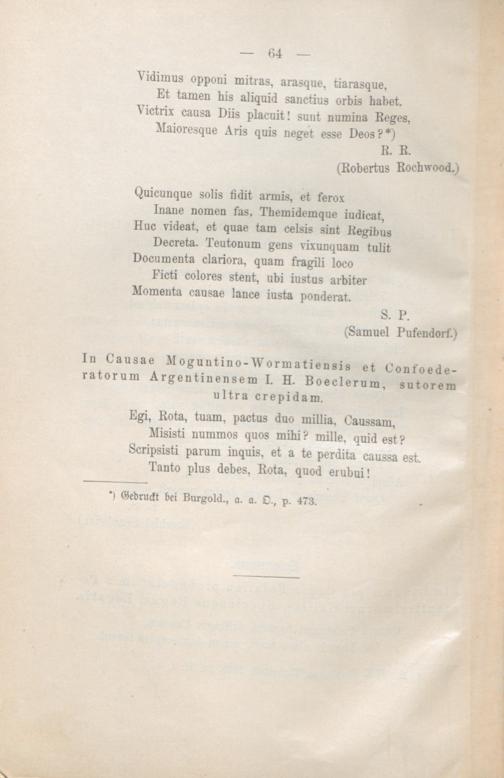 — 64 —
Vidimus opponi mitras, arasque, tiarasque,
Et tamen his aliquid sanctius orbis habet.
Victrix causa Diis placuit! sunt numina Reges,
Maioresque Aris quis neget esse Deos?*)
R. R.
(Robertus Rochwood.)
Quicunque solis fidit armis, et ferox
Inane nomen fas, Themidemque iudicat,
Huc videat, et quae tam celsis sint Regibus
Decreta. Teutonum gens vixunquam tulit
Documenta clariora, quam fragili loco
Ficti colores stent, ubi iustus arbiter
Momenta causae lance iusta ponderat.
S. P.
(Samuel Pufendorf.)
In Causae Moguntino-Wormatiensis et Confoede-
ratorum Argentinensem I. H. Boeclerum, sutorem
ultra crepidam.
Egi, Rota, tuam, pactus duo millia, Caussam,
Misisti nummos quos mihi? mille, quid est?
Scripsisti parum inquis, et a te perdita caussa est.
Tanto plus debes, Rota, quod erubui!
*) Gedruckt bei Burgold., a. a. O., p. 473.